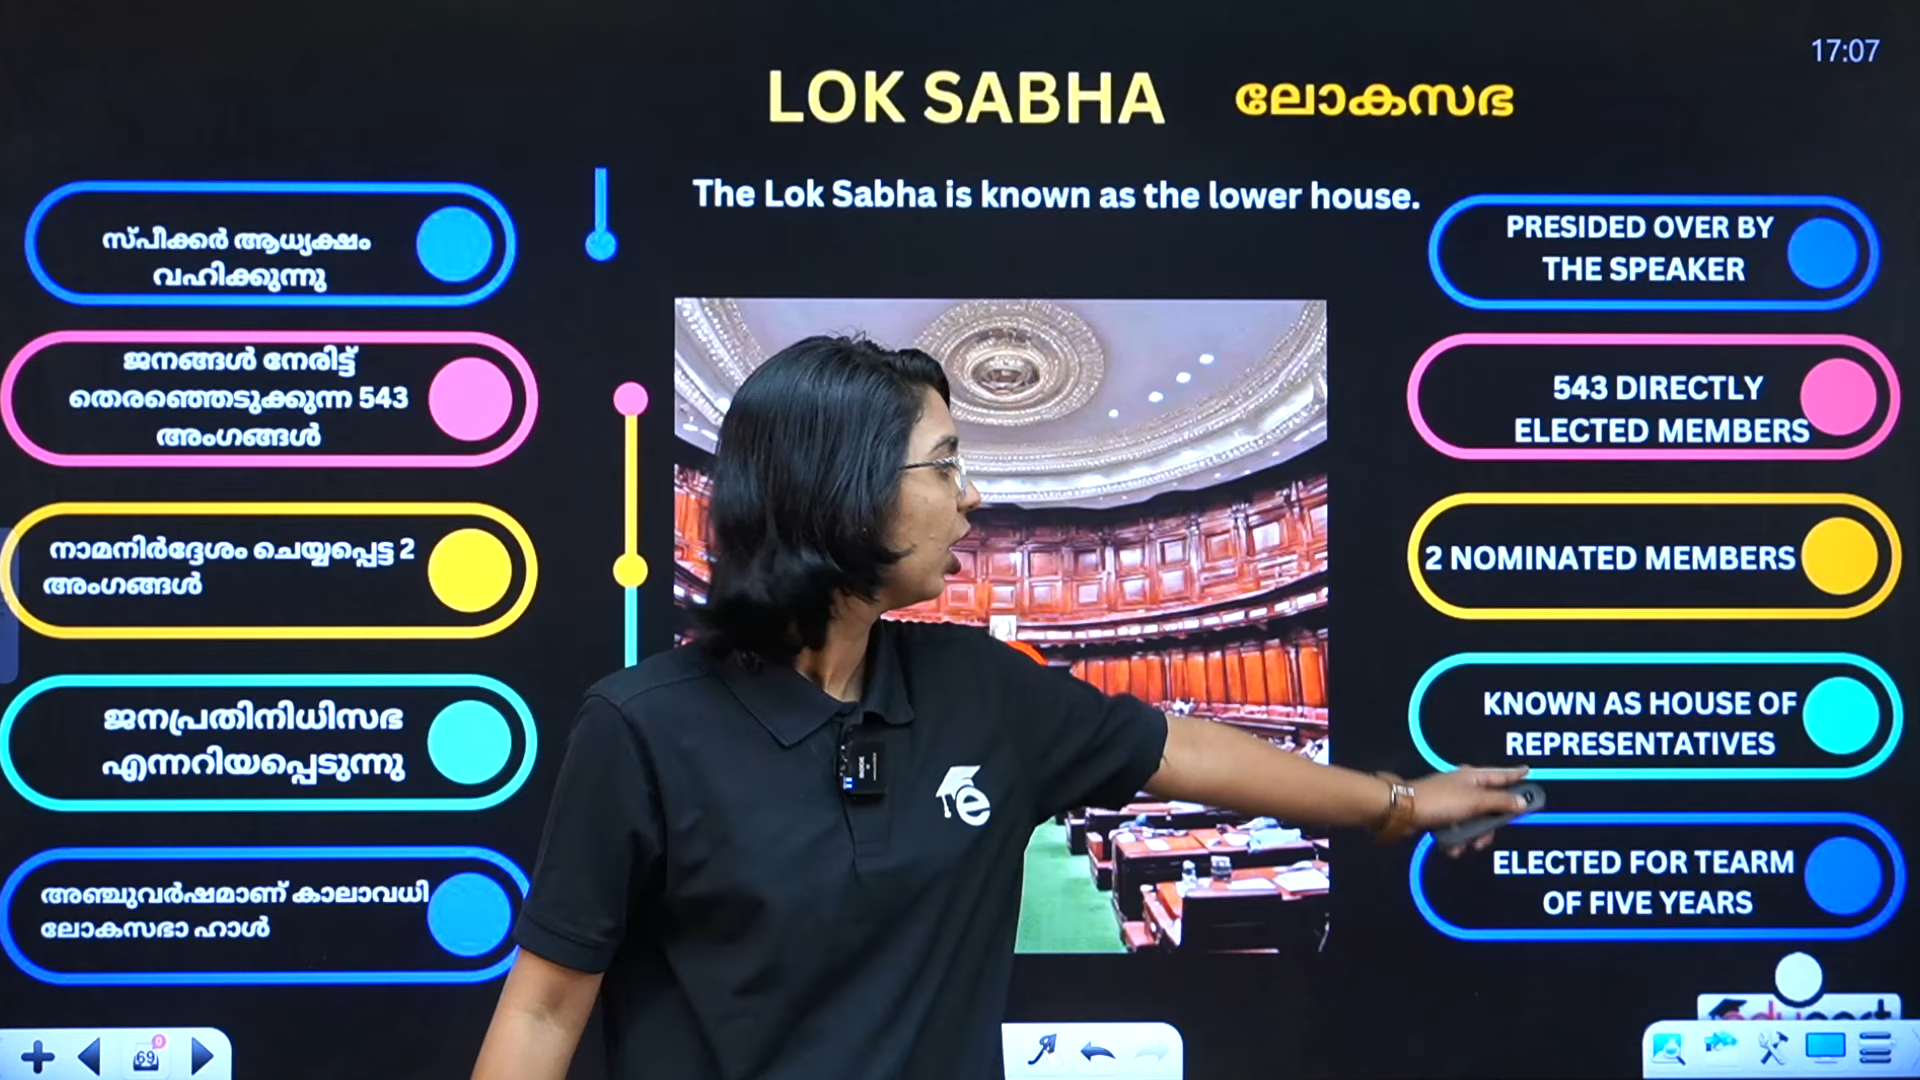 17:07
LOK SABHA ലോകസഭ
The Lok Sabha is known as the lower house.
സ്പീക്കർ ആധ്യക്ഷം
വഹിക്കുന്നു
ജനങ്ങൾ നേരിട്ട്
തെരഞ്ഞെടുക്കുന്ന 543
അംഗങ്ങൾ
നാമനിർദ്ദേശം ചെയ്യപ്പെട്ട 2
അംഗങ്ങൾ
ജനപ്രതിനിധിസഭ
എന്നറിയപ്പെടുന്നു
അഞ്ചുവർഷമാണ് കാലാവധി
ലോകസഭാ ഹാൾ
PRESIDED OVER BY
THE SPEAKER
543 DIRECTLY
ELECTED MEMBERS
2 NOMINATED MEMBERS
KNOWN AS HOUSE OF
REPRESENTATIVES
ELECTED FOR TEARM
OF FIVE YEARS
e
69
0